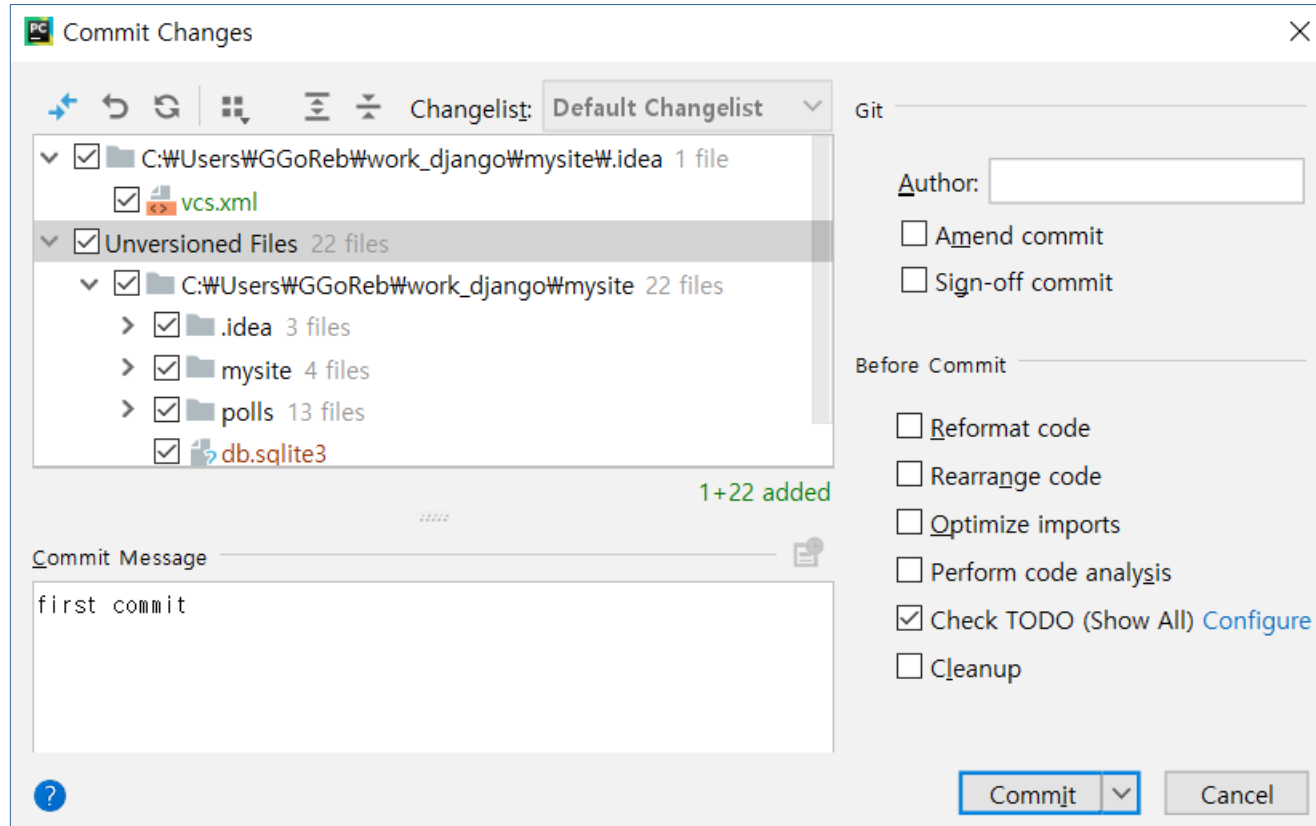 PC Commit Changes
Changelist: Default Changelist
C:₩Users₩GGoReb₩work_django₩mysite₩.idea 1 file
vcs.xml
Unversioned Files 22 files
C:₩Users₩GGoReb₩work_django₩mysite 22 files
.idea 3 files
mysite 4 files
polls 13 files
db.sqlite3
1+22 added
Commit Message
first commit
Git
Author:
Amend commit
Sign-off commit
Before Commit
Reformat code
Rearrange code
Optimize imports
Perform code analysis
Check TODO (Show All) Configure
Cleanup
? Commit Cancel